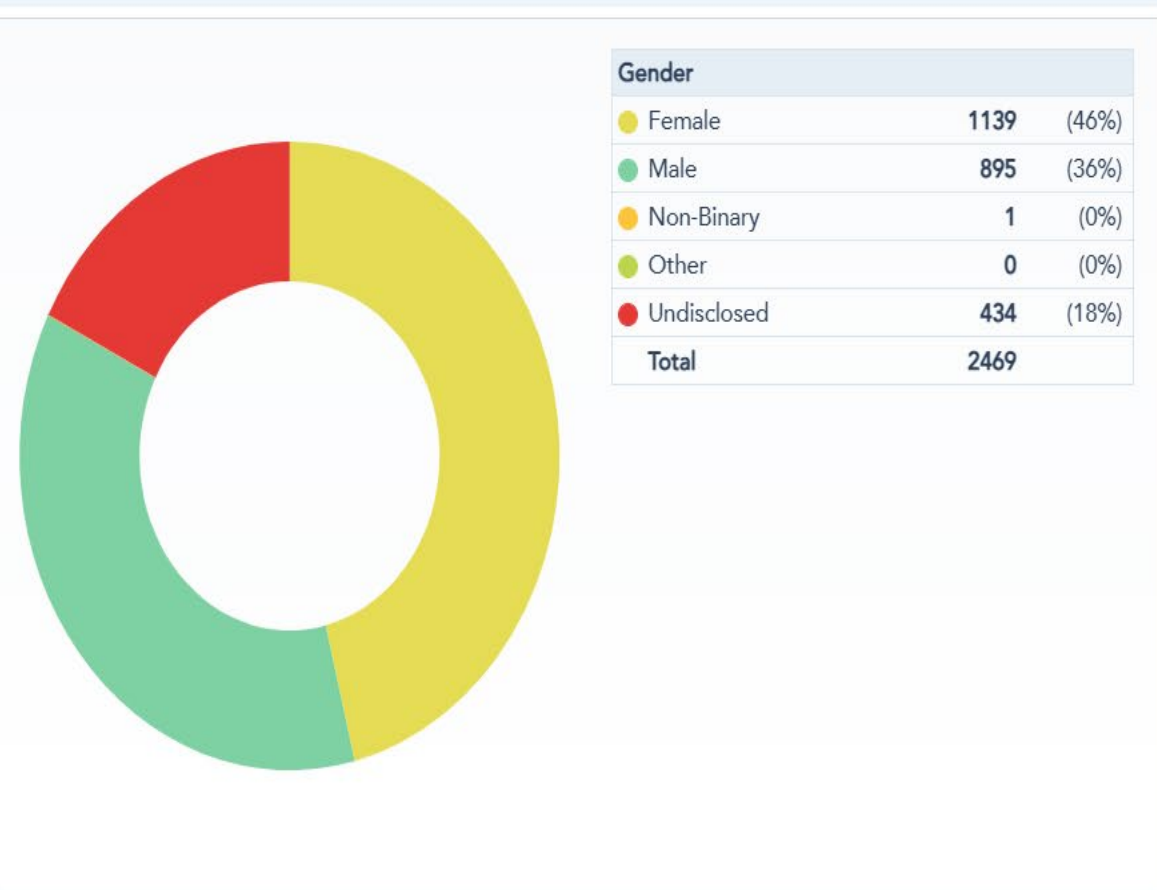 Gender
Female 1139 (46%)
Male 895 (36%)
Non-Binary 1 (0%)
Other 0 (0%)
Undisclosed 434 (18%)
Total 2469